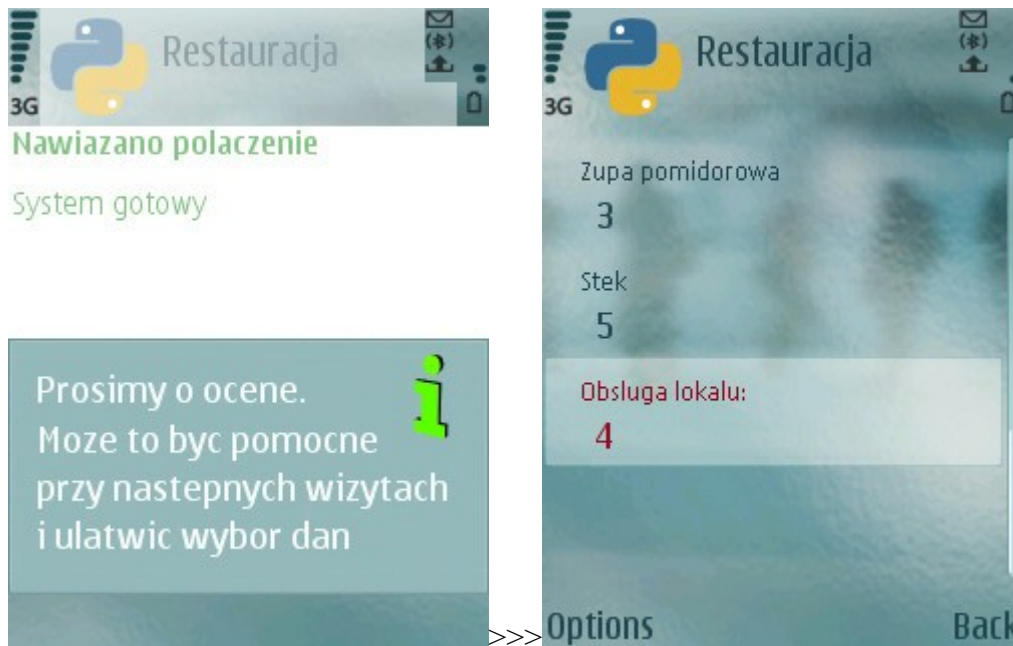 Restauracja
3G
Nawiazano polaczenie
System gotowy
Prosimy o ocene.
Moze to byc pomocne
przy nastepnych wizytach
i ulatwic wybor dan
>>>
Restauracja
3G
Zupa pomidorowa
3
Stek
5
Obsluga lokalu:
4
Options
Back